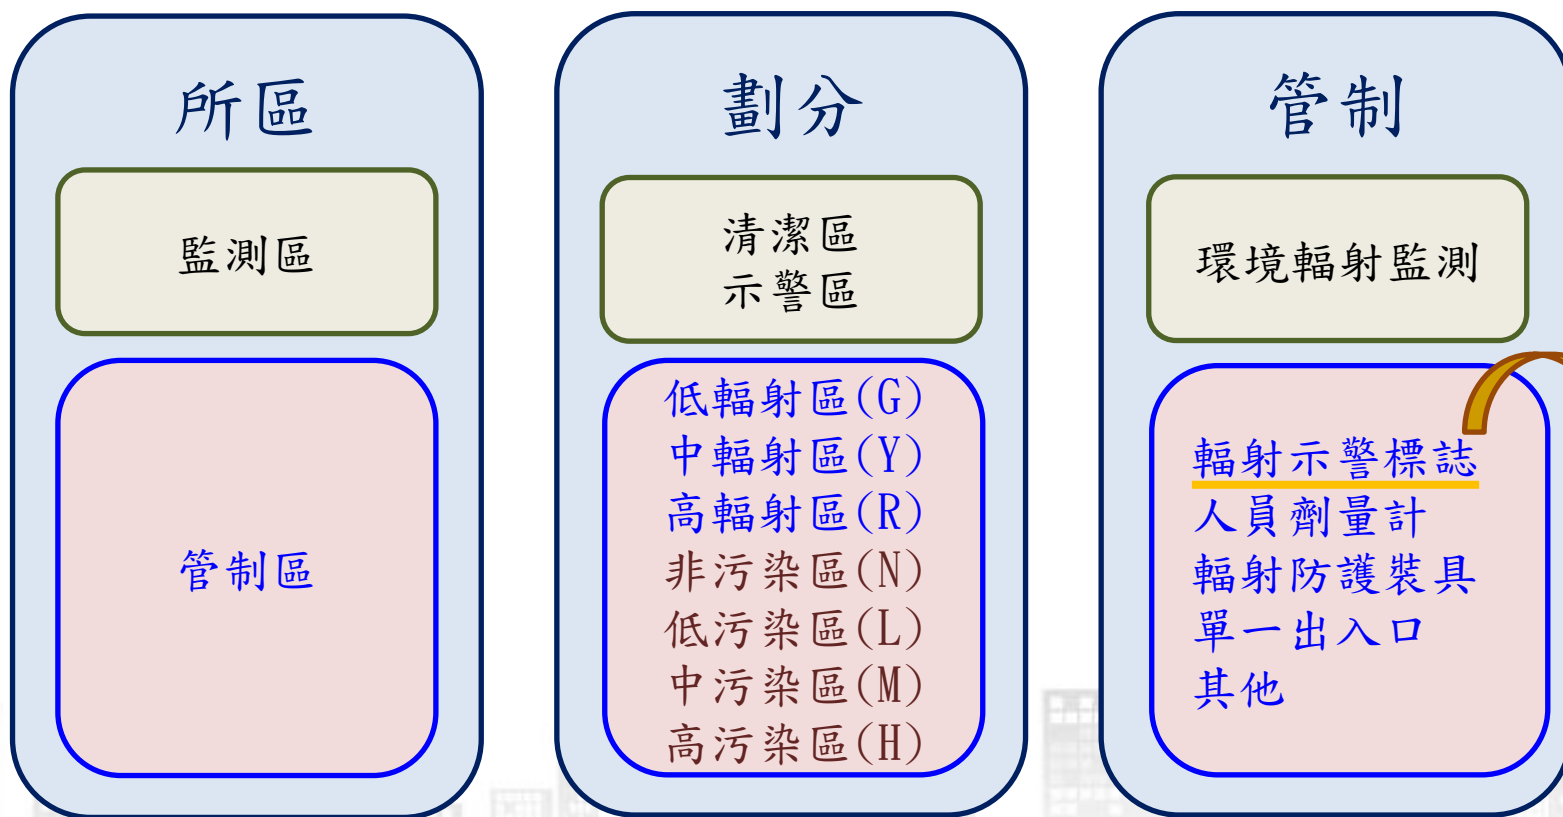 所區
監測區
管制區
劃分
清潔區
示警區
低輻射區(G)
中輻射區(Y)
高輻射區(R)
非污染區(N)
低污染區(L)
中污染區(M)
高污染區(H)
管制
環境輻射監測
輻射示警標誌
人員劑量計
輻射防護裝具
單一出入口
其他